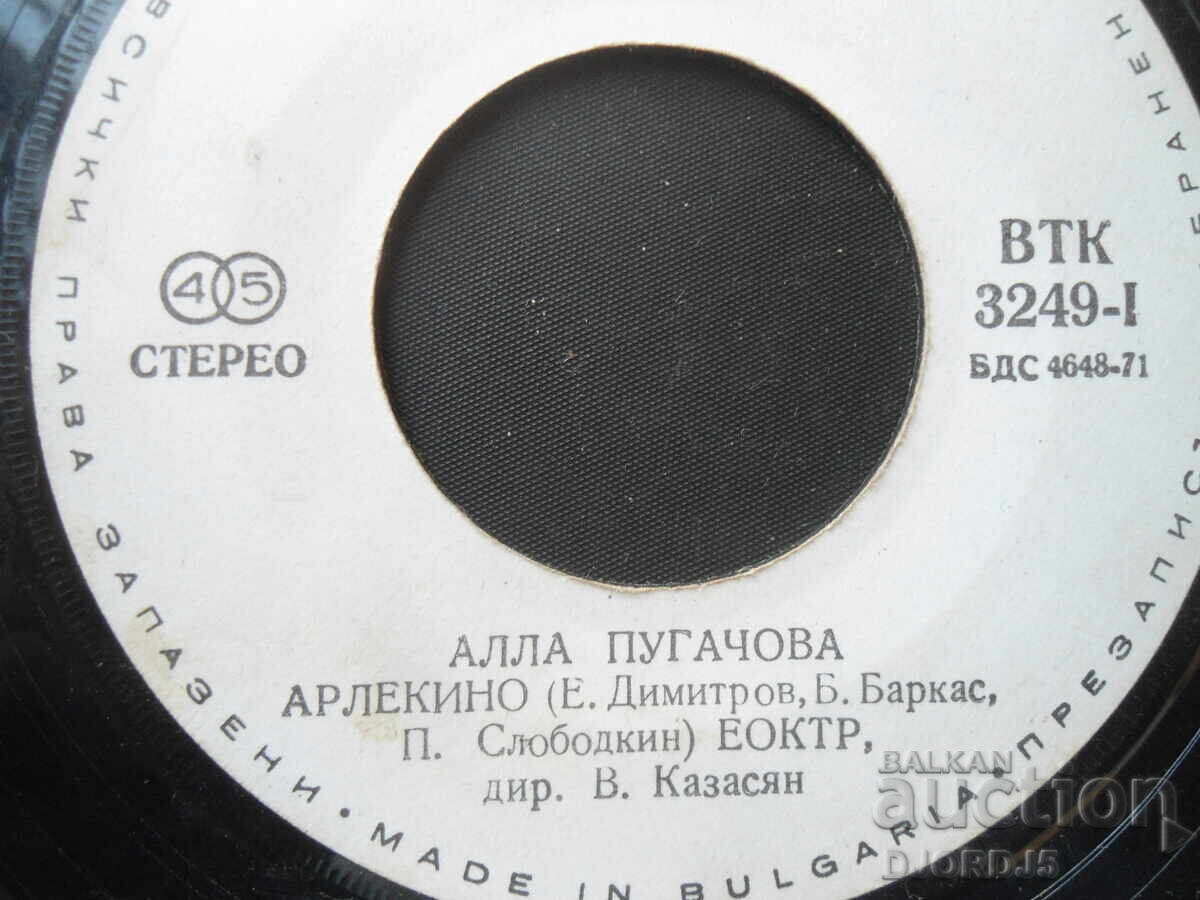 45
СТЕРЕО
ВТК
3249-I
БДС 4648-71
АЛЛА ПУГАЧОВА
АРЛЕКИНО (Е. Димитров, Б. Баркас,
П. Слободкин) ЕОКТР,
дир. В. Казасян
ВСИЧКИ ПРАВА ЗАПАЗЕНИ · MADE IN BULGARIA · ПРЕЗАПИС
BALKAN
auction
DJORDJ5